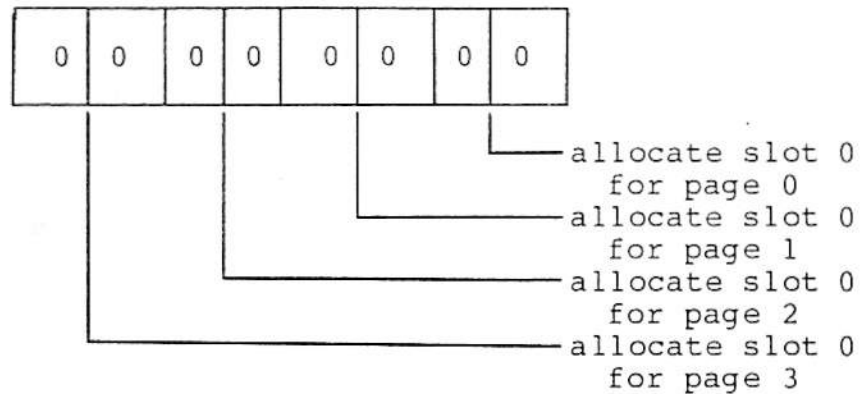 0 0 0 0 0 0 0 0
allocate slot 0
for page 0
allocate slot 0
for page 1
allocate slot 0
for page 2
allocate slot 0
for page 3